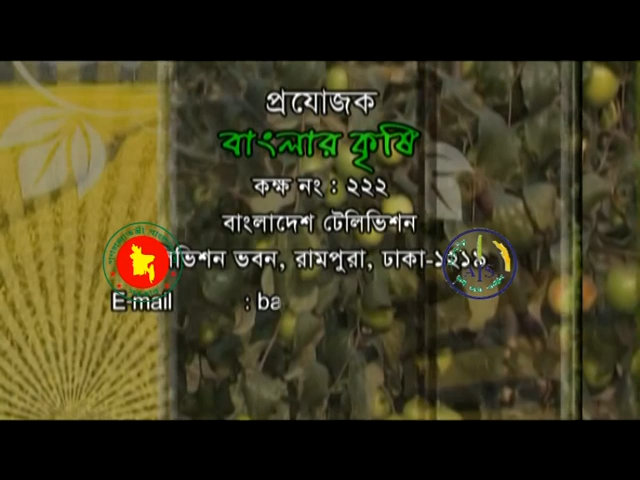 প্রযোজক
বাংলার কৃষি
কক্ষ নং : ২২২
বাংলাদেশ টেলিভিশন
ভিশন ভবন, রামপুরা, ঢাকা-১২১৯
E-mail : ba